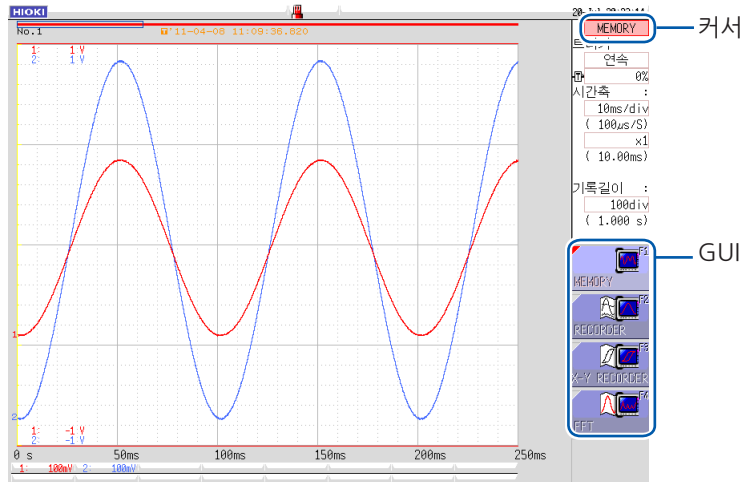 HIOKI
No.1
'11-04-08 11:09:36.820
1: 1 V
2: 1 V
1
2
1: -1 V
2: -1 V
0 s 50ms 100ms 150ms 200ms 250ms
1: 100mV 2: 100mV
MEMORY
커서
연속
T 0%
시간축 :
10ms/div
( 100µs/S)
x1
( 10.00ms)
기록길이 :
100div
( 1.000 s)
F1
MEMORY
GUI
F2
RECORDER
F3
X-Y RECORDER
F4
FFT